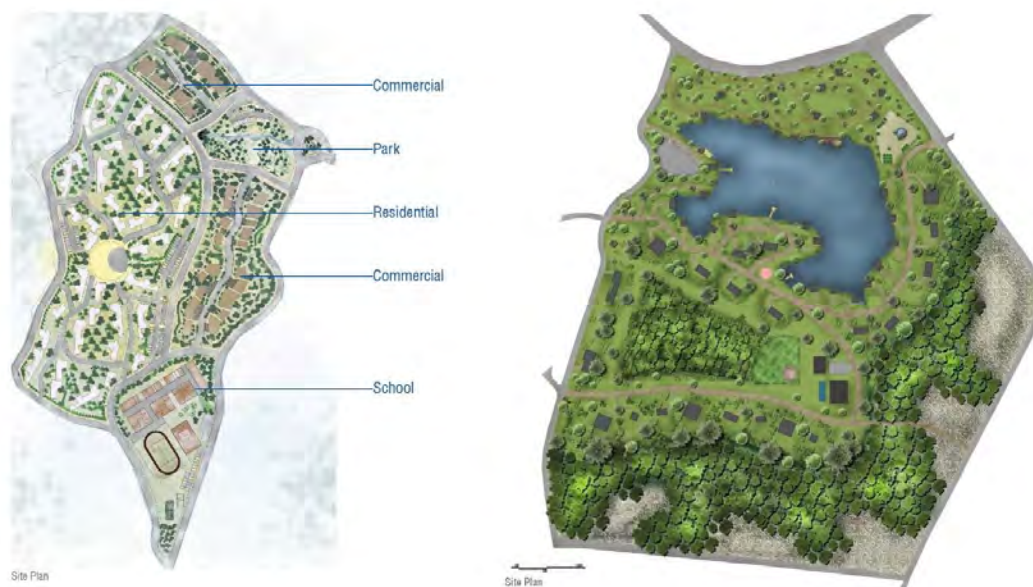 Commercial
Park
Residential
Commercial
School
Site Plan
Site Plan